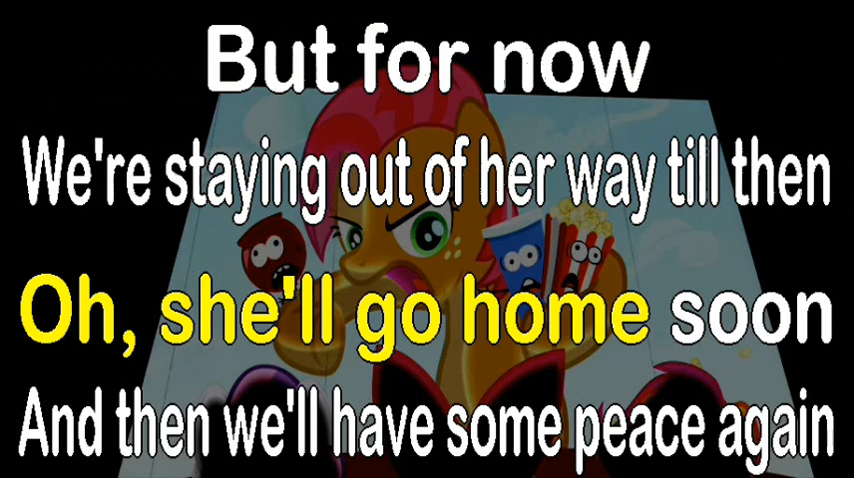 But for now
We're staying out of her way till then
Oh, she'll go home soon
And then we'll have some peace again